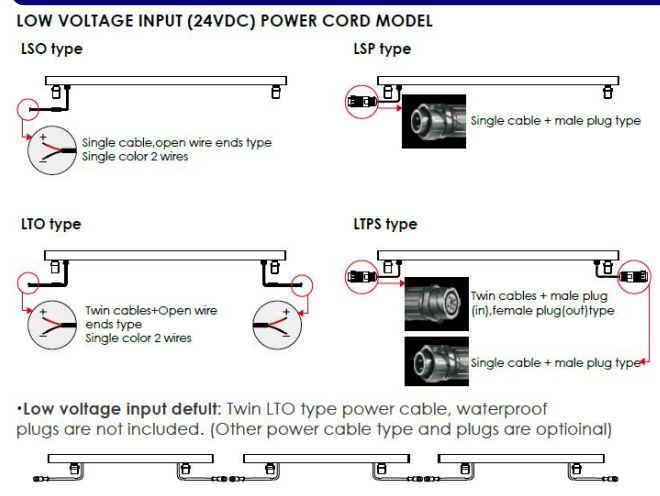 LOW VOLTAGE INPUT (24VDC) POWER CORD MODEL
LSO type
LSP type
+
Single cable,open wire ends type
Single color 2 wires
–
Single cable + male plug type
LTO type
LTPS type
+
Twin cables+Open wire
ends type
Single color 2 wires
–
+
–
Twin cables + male plug
(in),female plug(out)type
Single cable + male plug type
•Low voltage input defult: Twin LTO type power cable, waterproof
plugs are not included. (Other power cable type and plugs are optioinal)